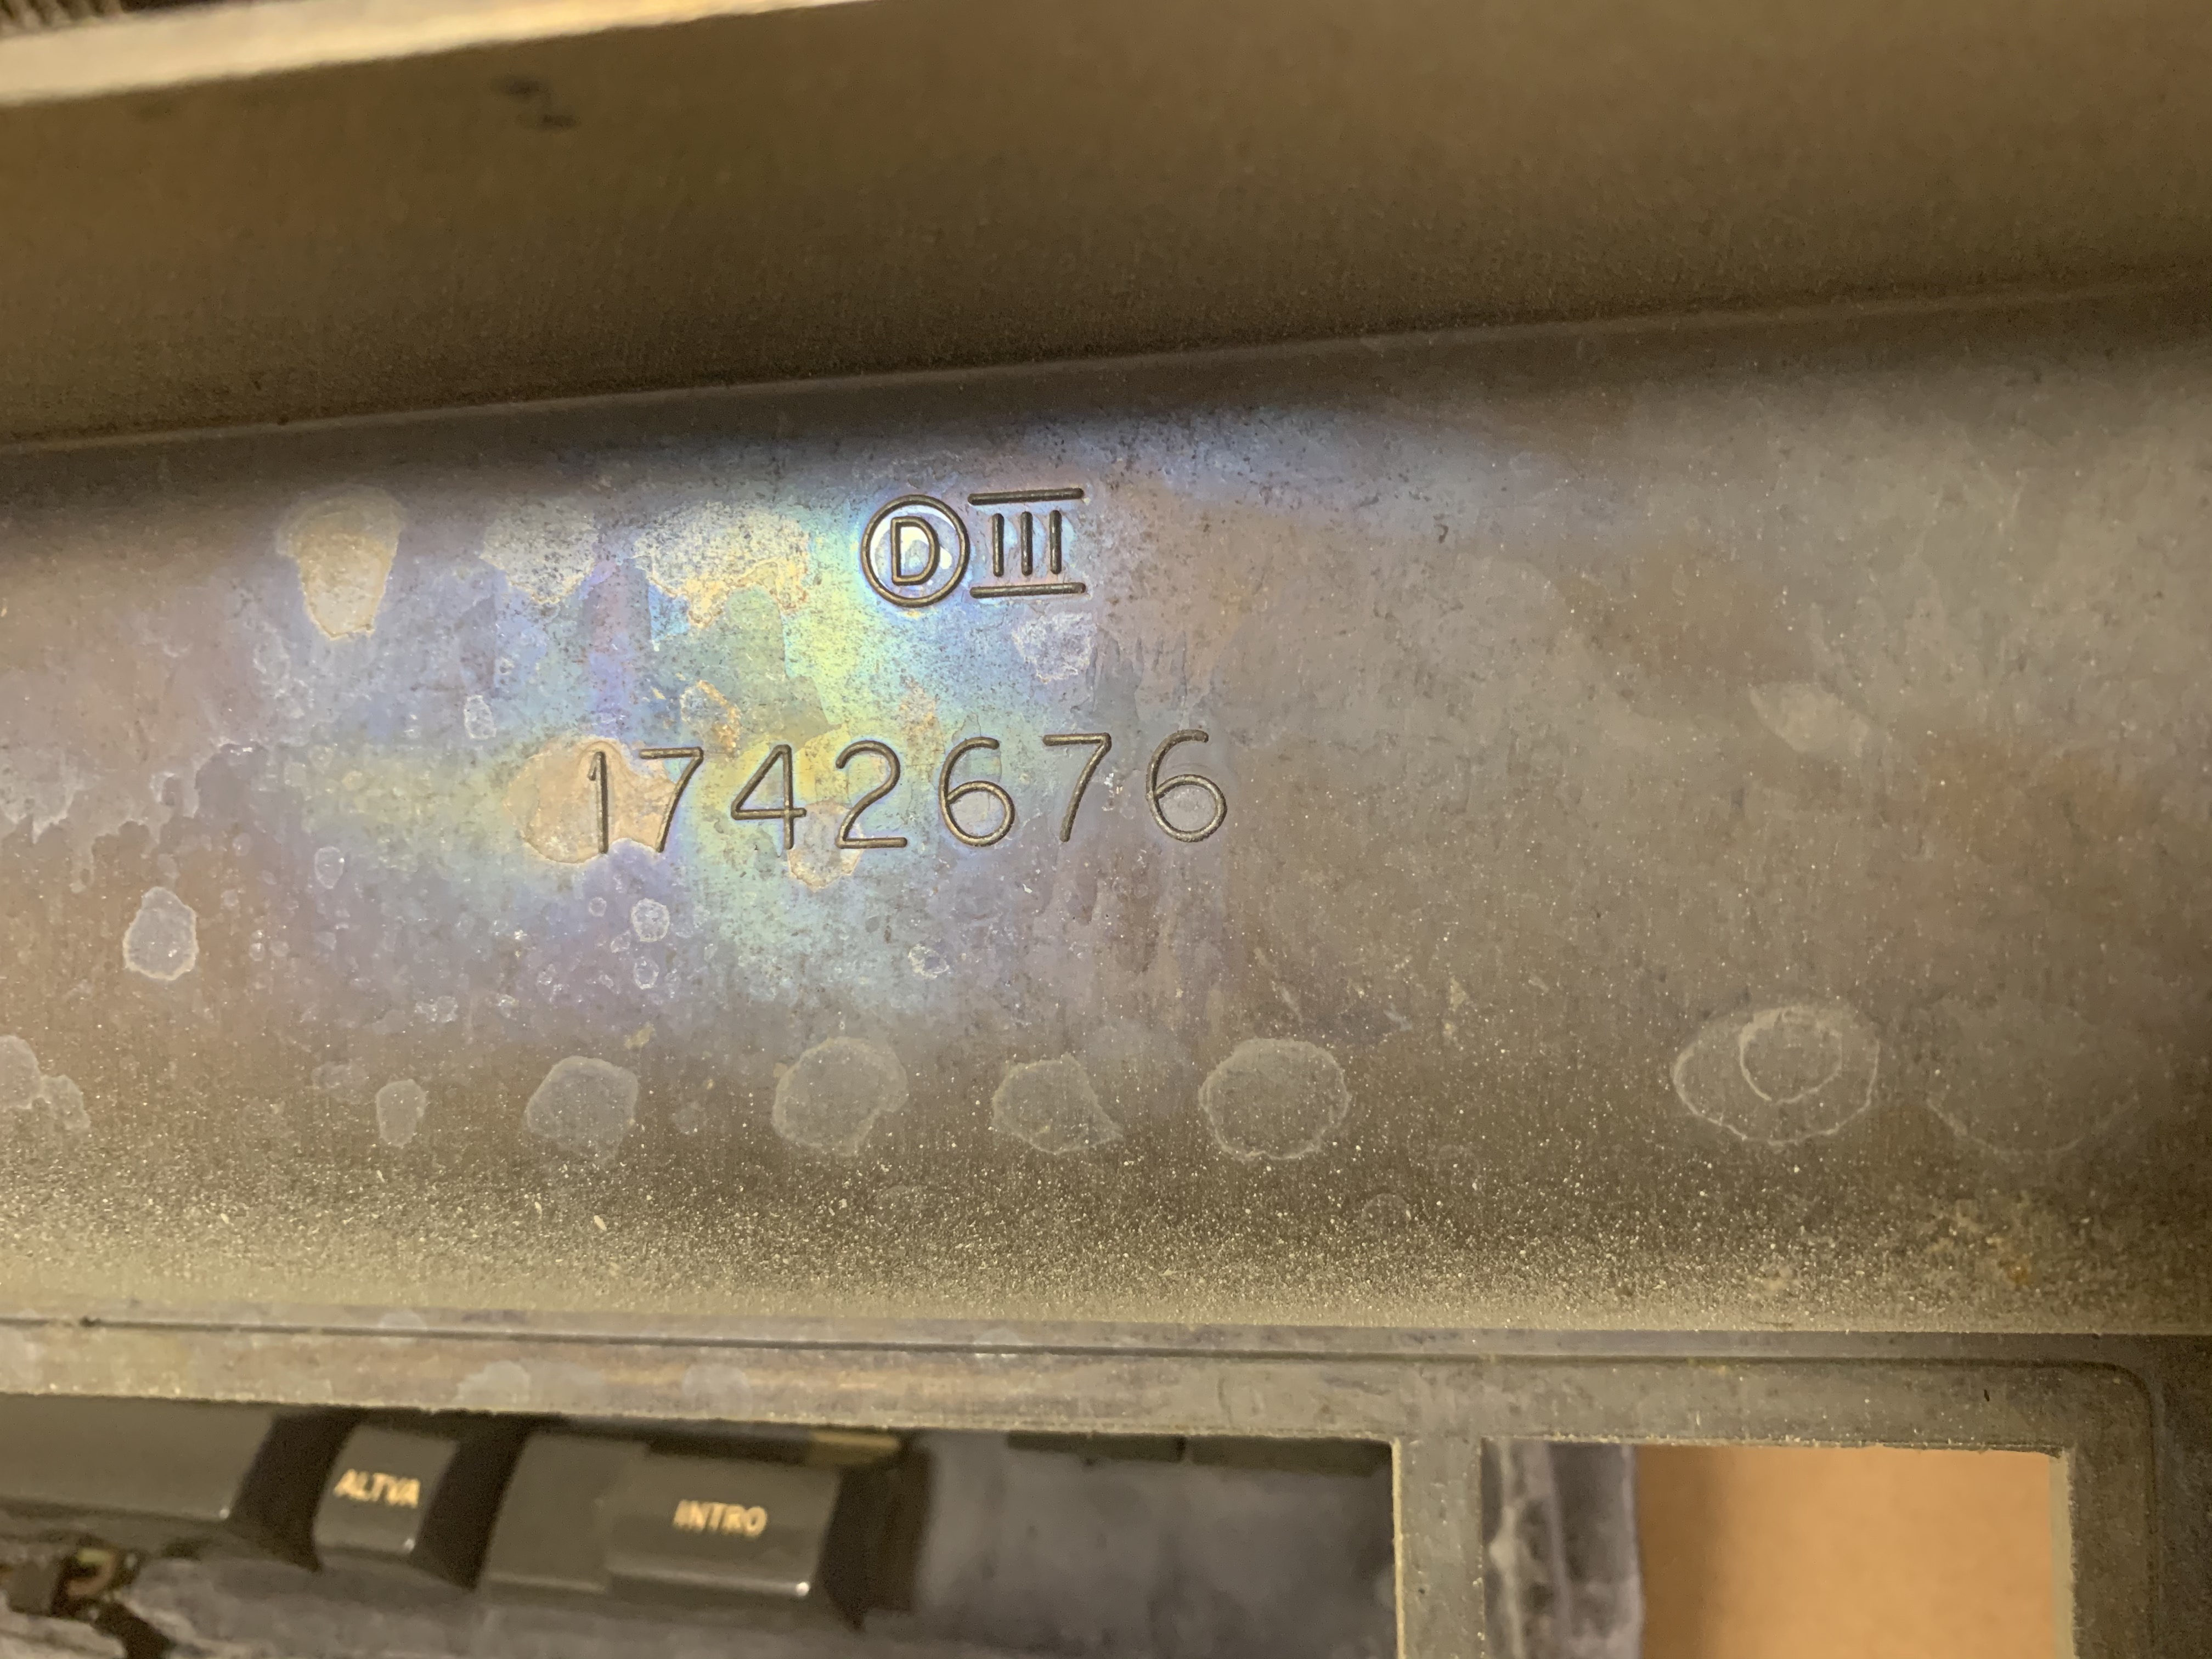 Ⓓ III
1742676
ALTVA
INTRO